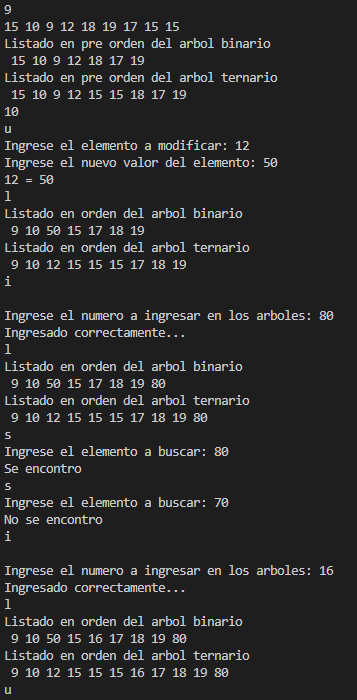 9
15 10 9 12 18 19 17 15 15
Listado en pre orden del arbol binario
15 10 9 12 18 17 19
Listado en pre orden del arbol ternario
15 10 9 12 15 15 18 17 19
10
u
Ingrese el elemento a modificar: 12
Ingrese el nuevo valor del elemento: 50
12 = 50
l
Listado en orden del arbol binario
9 10 50 15 17 18 19
Listado en orden del arbol ternario
9 10 12 15 15 15 17 18 19
i
Ingrese el numero a ingresar en los arboles: 80
Ingresado correctamente...
l
Listado en orden del arbol binario
9 10 50 15 17 18 19 80
Listado en orden del arbol ternario
9 10 12 15 15 15 17 18 19 80
s
Ingrese el elemento a buscar: 80
Se encontro
s
Ingrese el elemento a buscar: 70
No se encontro
i
Ingrese el numero a ingresar en los arboles: 16
Ingresado correctamente...
l
Listado en orden del arbol binario
9 10 50 15 16 17 18 19 80
Listado en orden del arbol ternario
9 10 12 15 15 15 16 17 18 19 80
u